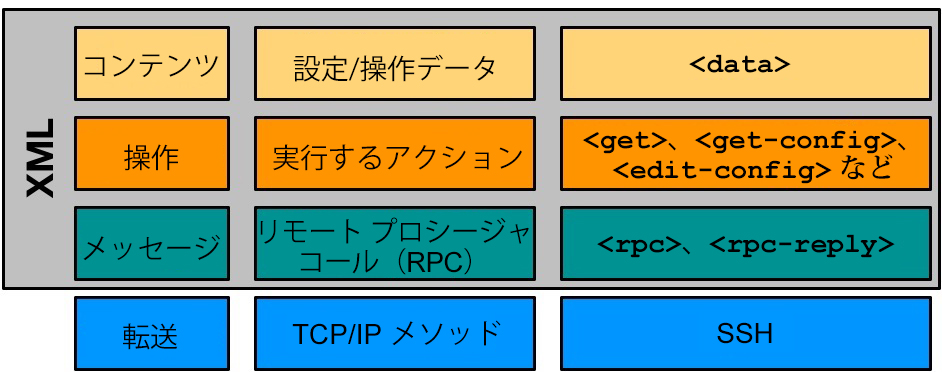 XML
コンテンツ
設定/操作データ
<data>
操作
実行するアクション
<get>、<get-config>、
<edit-config> など
メッセージ
リモート プロシージャ
コール（RPC）
<rpc>、<rpc-reply>
転送
TCP/IP メソッド
SSH